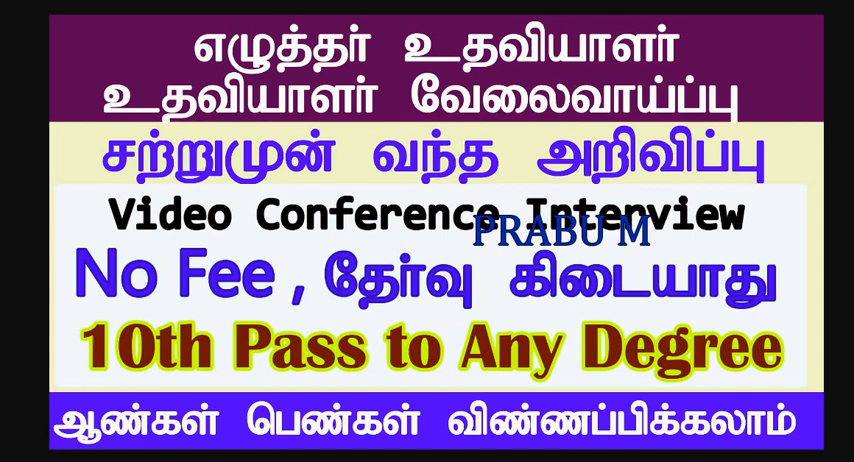 எழுத்தர் உதவியாளர்
உதவியாளர் வேலைவாய்ப்பு
சற்றுமுன் வந்த அறிவிப்பு
Video Conference Interview
PRABU M
No Fee , தேர்வு கிடையாது
10th Pass to Any Degree
ஆண்கள் பெண்கள் விண்ணப்பிக்கலாம்